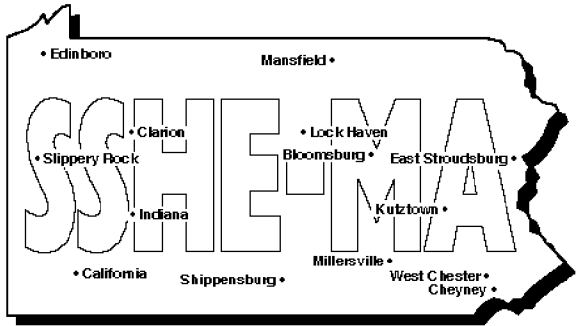 Edinboro
Mansfield
SSHE-MA
Clarion
Lock Haven
Slippery Rock
Bloomsburg
East Stroudsburg
Indiana
Kutztown
California
Shippensburg
Millersville
West Chester
Cheyney